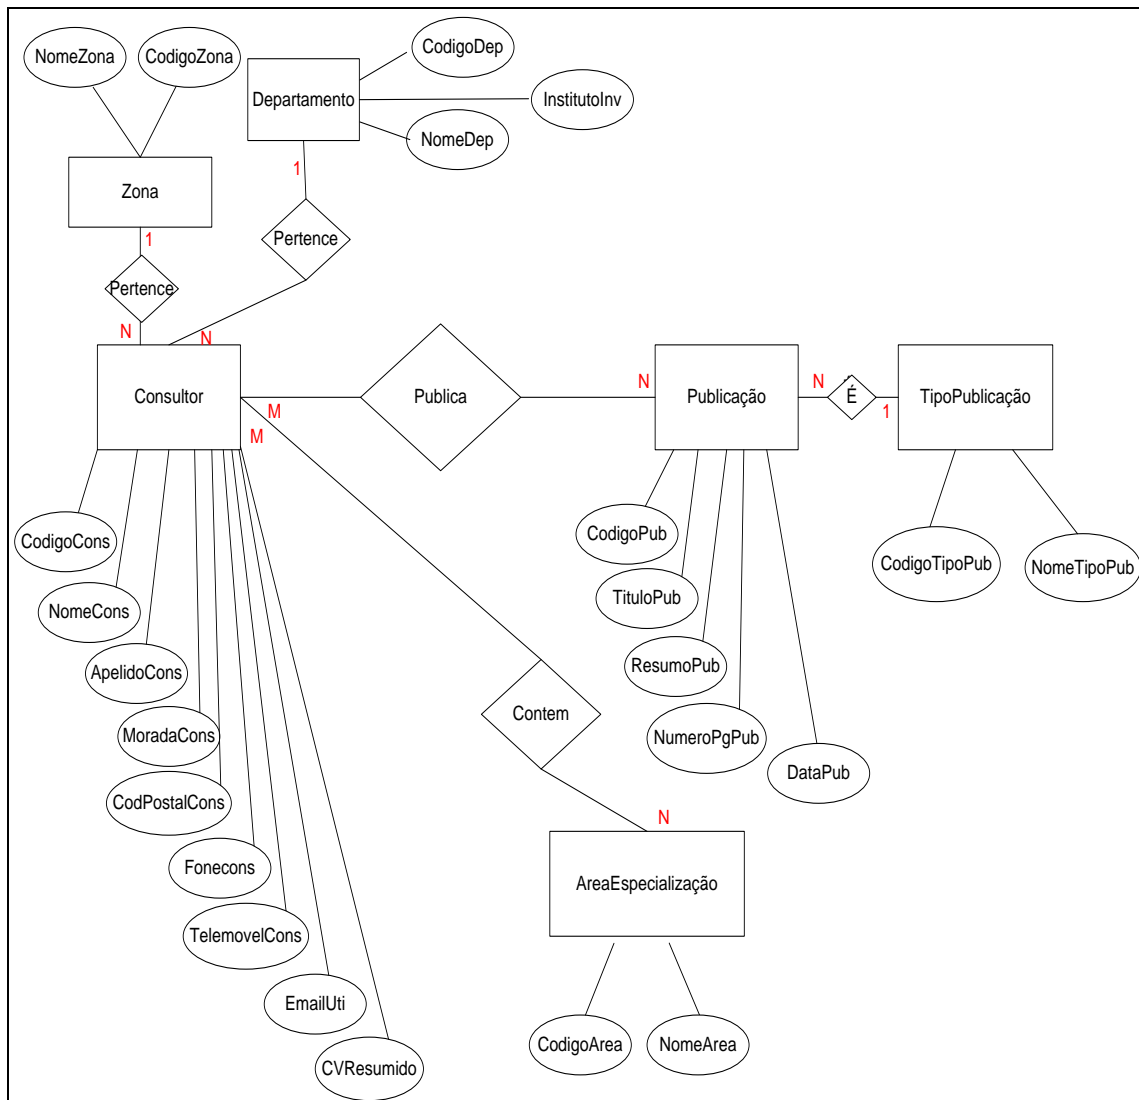 CodigoDep
NomeZona
CodigoZona
Departamento
InstitutoInv
NomeDep
1
Zona
1
Pertence
Pertence
N
N
Consultor
Publica
N
Publicação
N
É
1
TipoPublicação
M
M
CodigoCons
CodigoPub
CodigoTipoPub
NomeTipoPub
NomeCons
TituloPub
ApelidoCons
ResumoPub
Contem
MoradaCons
NumeroPgPub
DataPub
CodPostalCons
N
Fonecons
AreaEspecialização
TelemovelCons
EmailUti
CodigoArea
NomeArea
CVResumido